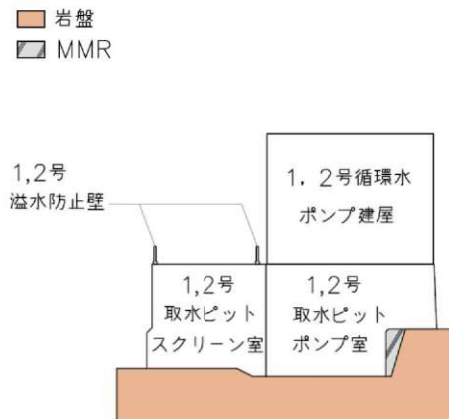 岩盤
MMR
1,2号
溢水防止壁
1，2号循環水
ポンプ建屋
1,2号
取水ピット
スクリーン室
1,2号
取水ピット
ポンプ室